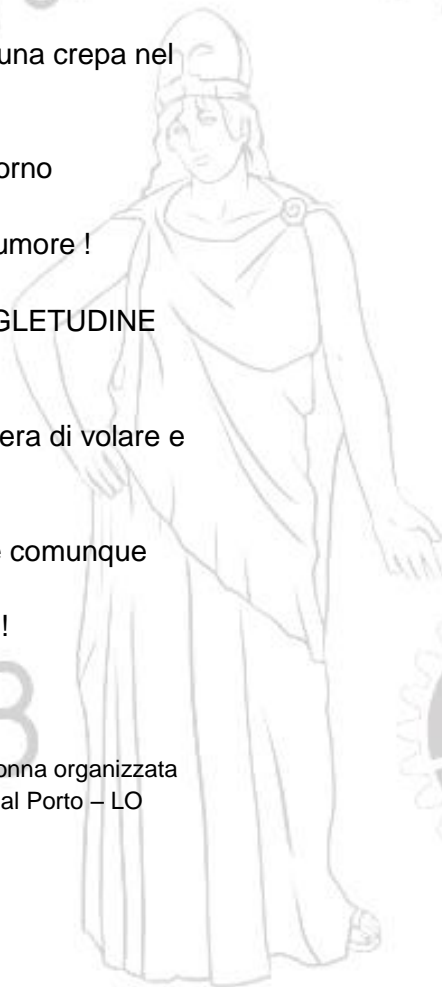 una crepa nel
orno
umore !
GLETUDINE
era di volare e
e comunque
!
onna organizzata
al Porto – LO